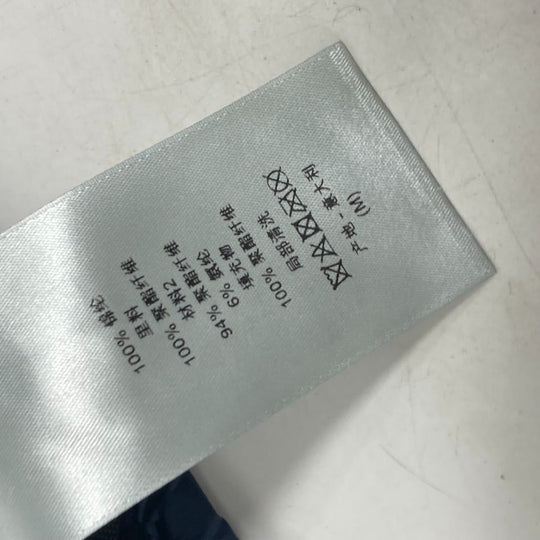 100% 锦纶
里料
100% 聚酯纤维
材料2
94% 聚酯纤维
6% 氨纶
填充物
100% 聚酯纤维
局部清洗
产地 - 意大利
(M)